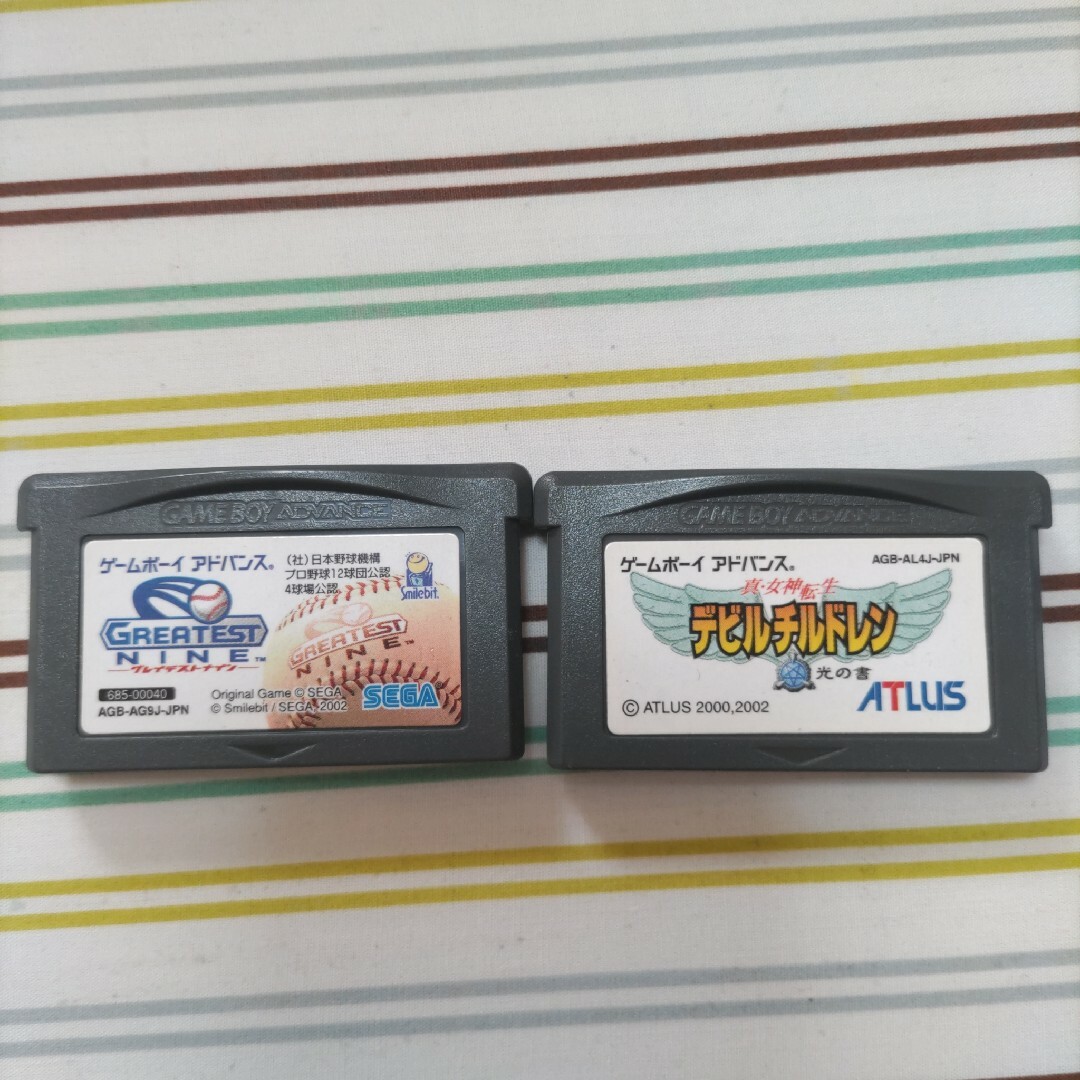 GAME BOY ADVANCE
ゲームボーイ アドバンス®
(社)日本野球機構
プロ野球12球団公認
4球場公認
Smilebit.
GREATEST
NINE™
グレイテストナイン
GREATEST
NINE™
685-00040
AGB-AG9J-JPN
Original Game © SEGA
© Smilebit / SEGA, 2002
SEGA
GAME BOY ADVANCE
ゲームボーイ アドバンス®
AGB-AL4J-JPN
真・女神転生
デビルチルドレン
光の書
© ATLUS 2000,2002
ATLUS